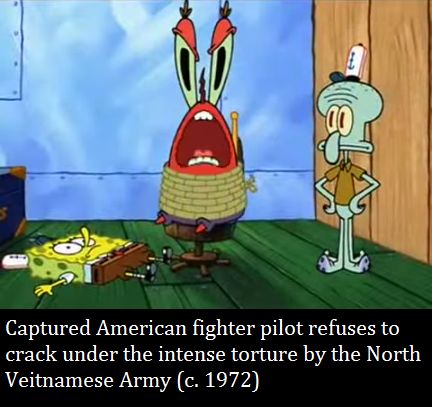 Captured American fighter pilot refuses to
crack under the intense torture by the North
Veitnamese Army (c. 1972)